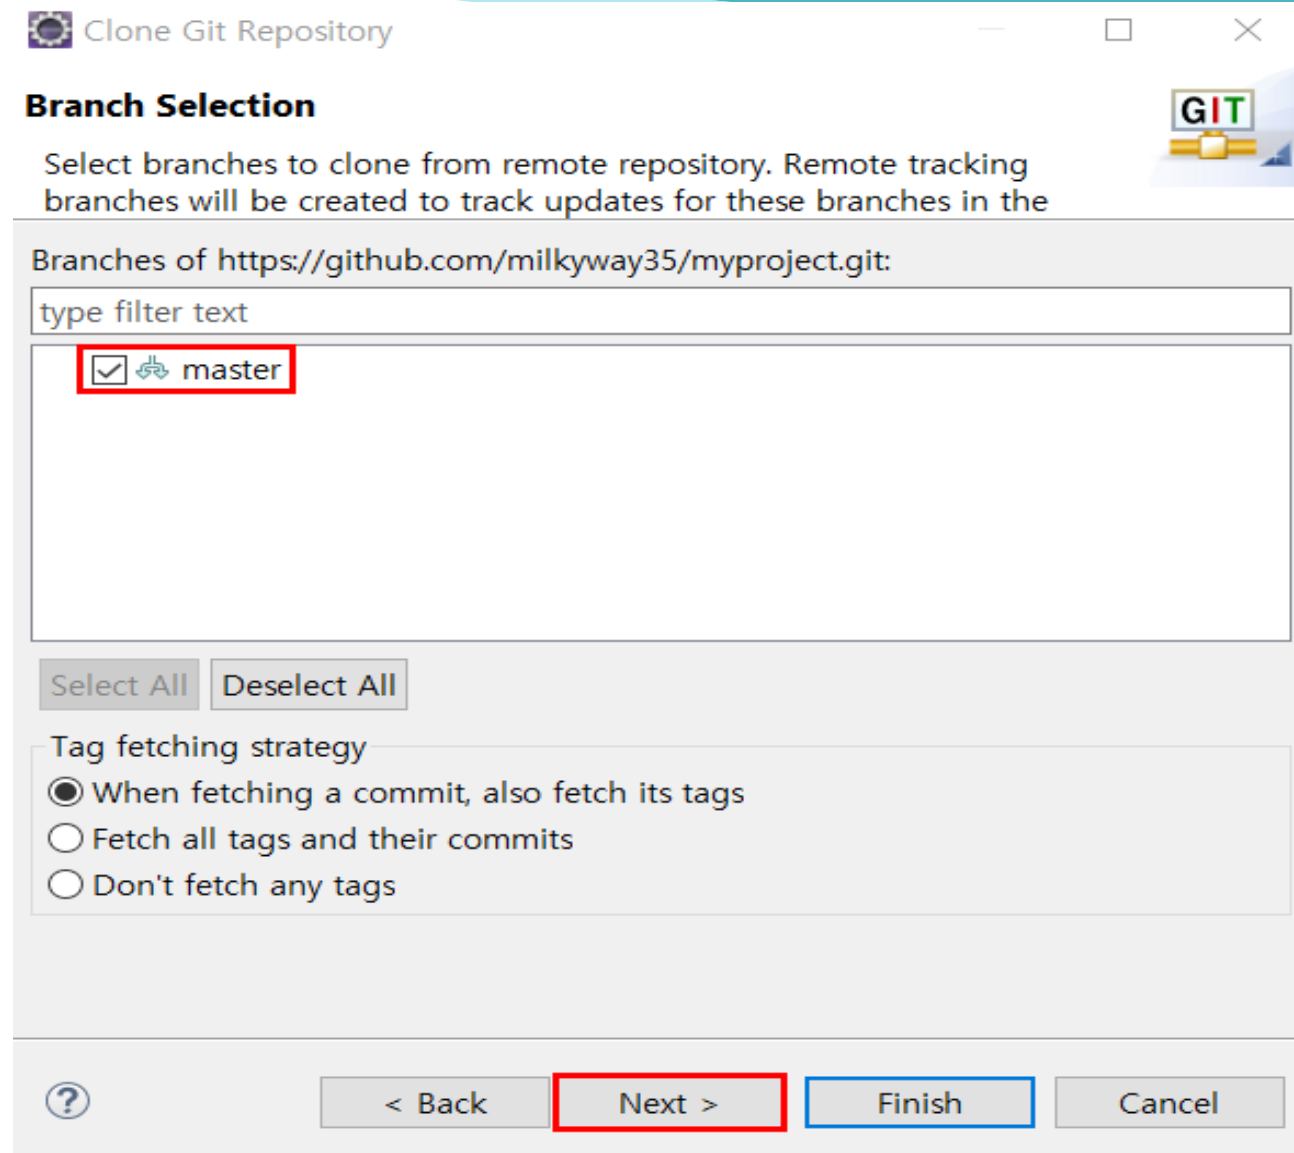 Clone Git Repository
Branch Selection
GIT
Select branches to clone from remote repository. Remote tracking
branches will be created to track updates for these branches in the
Branches of https://github.com/milkyway35/myproject.git:
type filter text
master
Select All Deselect All
Tag fetching strategy
When fetching a commit, also fetch its tags
Fetch all tags and their commits
Don't fetch any tags
? < Back Next > Finish Cancel